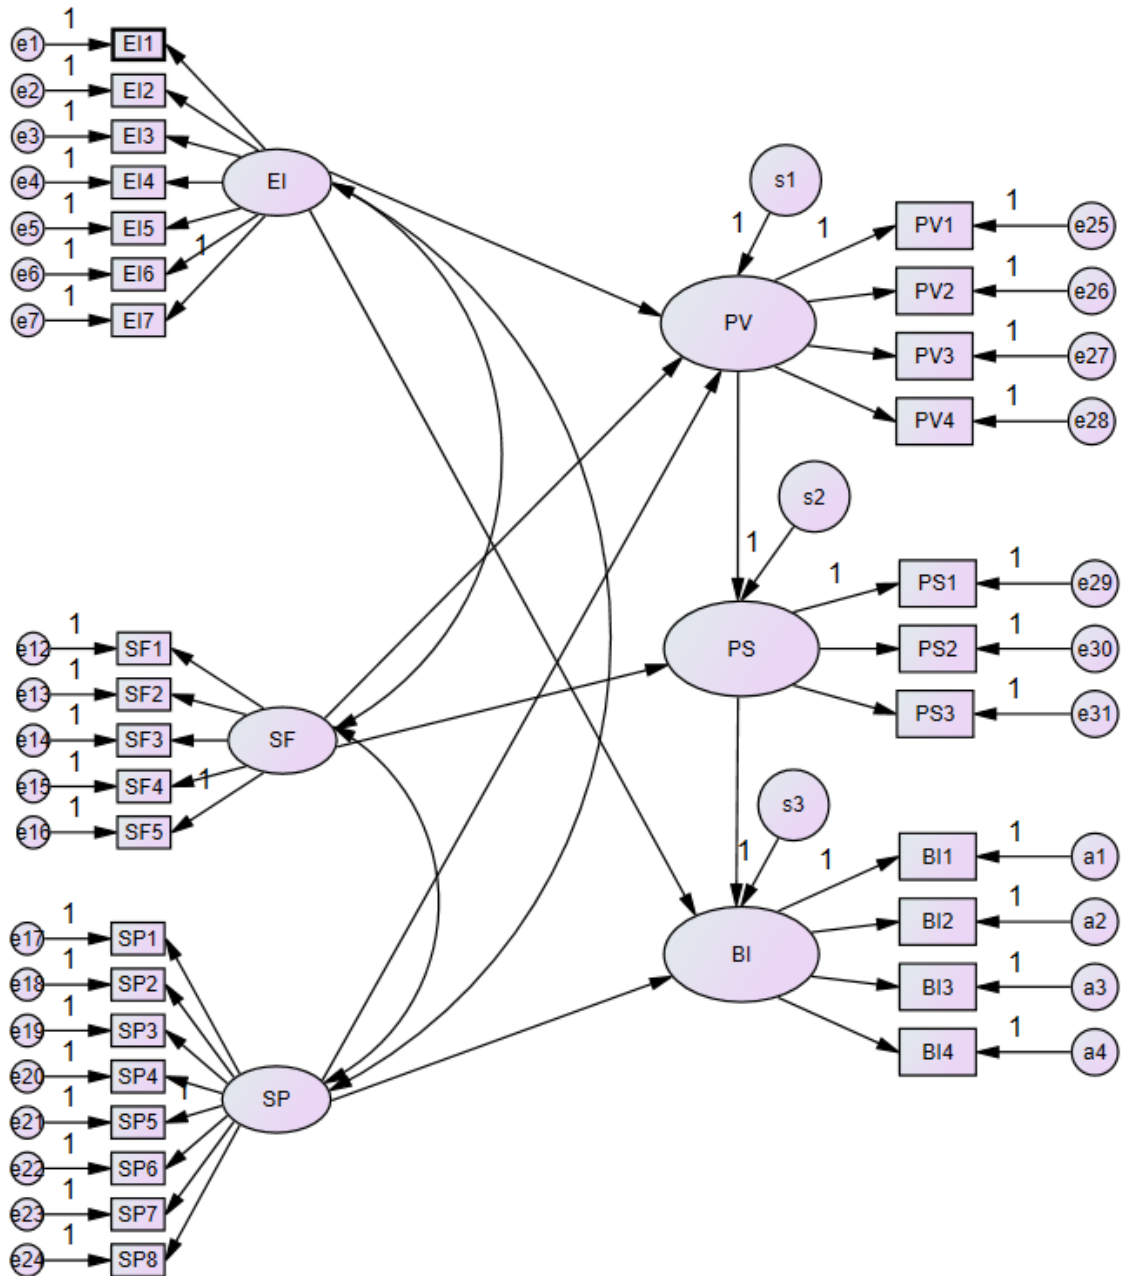 1
e1 EI1
1
e2 EI2
1
e3 EI3
1
e4 EI4
1
e5 EI5
1
e6 EI6
1
e7 EI7
1
EI
s1
1
1
PV
PV1 1 e25
PV2 1 e26
PV3 1 e27
PV4 1 e28
s2
1
1
PS
PS1 1 e29
PS2 1 e30
PS3 1 e31
1
e12 SF1
1
e13 SF2
1
e14 SF3
1
e15 SF4
1
e16 SF5
1
SF
s3
1
1
BI
BI1 1 a1
BI2 1 a2
BI3 1 a3
BI4 1 a4
1
e17 SP1
1
e18 SP2
1
e19 SP3
1
e20 SP4
1
e21 SP5
1
e22 SP6
1
e23 SP7
1
e24 SP8
1
SP